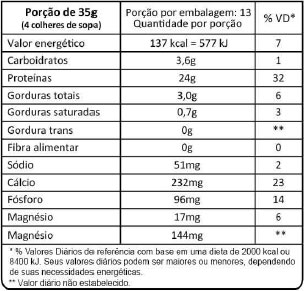 Porção de 35g Porção por embalagem: 13 % VD*
(4 colheres de sopa) Quantidade por porção
Valor energético 137 kcal = 577 kJ 7
Carboidratos 3,6g 1
Proteínas 24g 32
Gorduras totais 3,0g 6
Gorduras saturadas 0,7g 3
Gordura trans 0g **
Fibra alimentar 0g 0
Sódio 51mg 2
Cálcio 232mg 23
Fósforo 96mg 14
Magnésio 17mg 6
Magnésio 144mg **
* % Valores Diários de referência com base em uma dieta de 2000 kcal ou
8400 kJ. Seus valores diários podem ser maiores ou menores, dependendo
de suas necessidades energéticas.
** Valor diário não estabelecido.